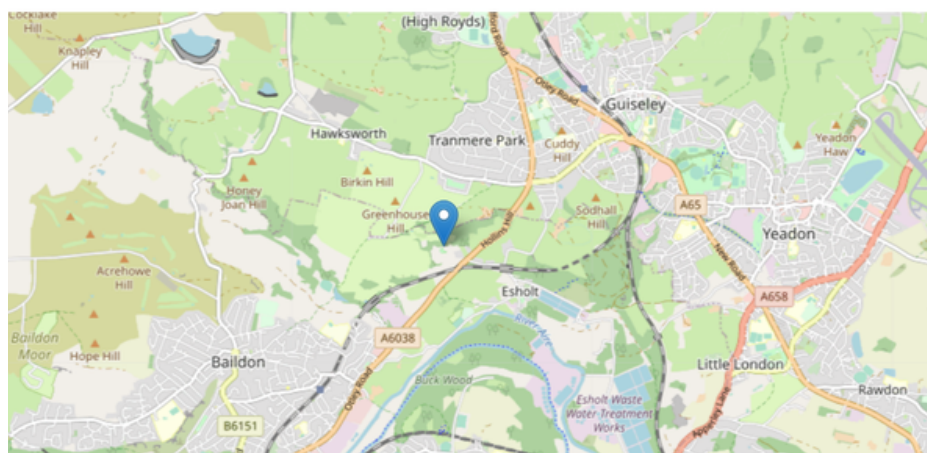 Cocklake
Hill
Knapley
Hill
(High Royds)
Otley Road
Guiseley
Hawksworth
Tranmere Park
Cuddy
Hill
Yeadon
Haw
Birkin Hill
Honey
Joan Hill
Greenhouse
Hill
Hollins Hill
Sodhall
Hill
A65
New Road
Yeadon
Acrehowe
Hill
Esholt
A658
River Aire
A6038
Baildon
Moor
Hope Hill
Baildon
Little London
Buck Wood
Otley Road
Rawdon
Esholt Waste
Water Treatment
Works
Apperley Lane
B6151